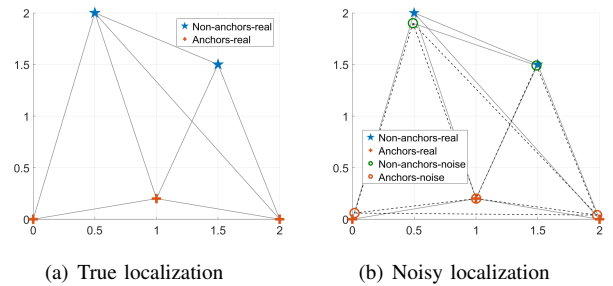 2
1.5
1
0.5
0
0 0.5 1 1.5 2
Non-anchors-real
Anchors-real
(a) True localization
2
1.5
1
0.5
0
0 0.5 1 1.5 2
Non-anchors-real
Anchors-real
Non-anchors-noise
Anchors-noise
(b) Noisy localization